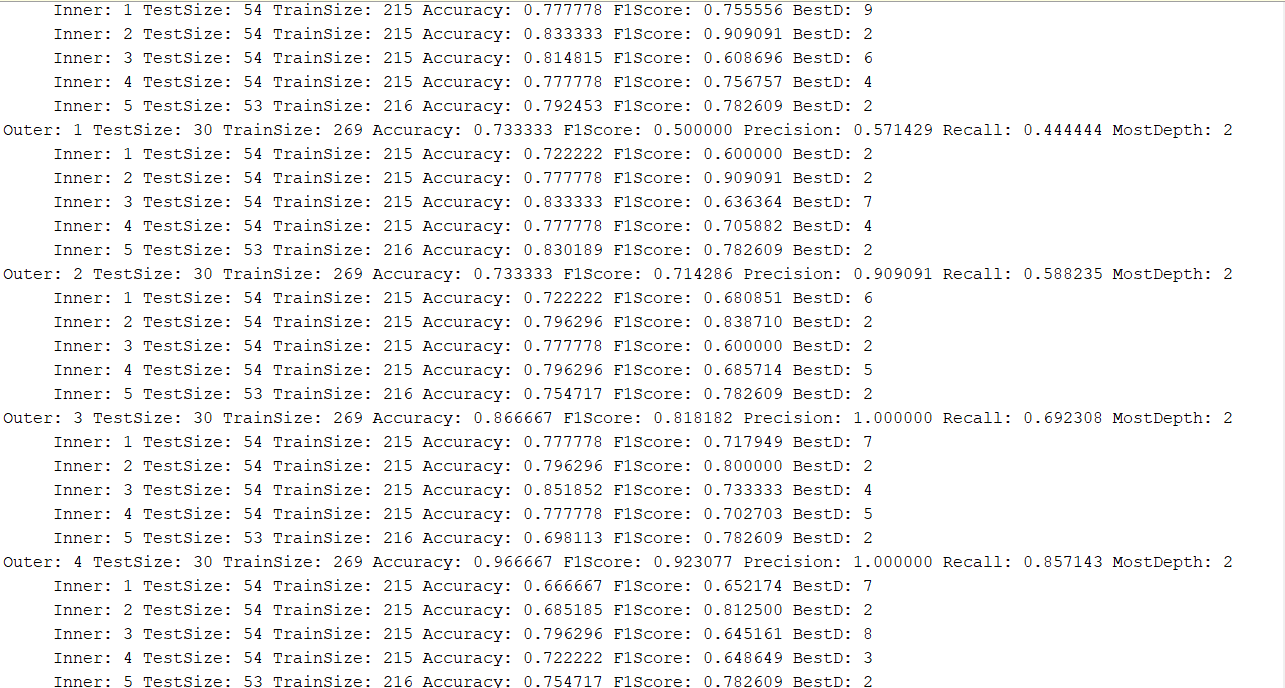 Inner: 1 TestSize: 54 TrainSize: 215 Accuracy: 0.777778 F1Score: 0.755556 BestD: 9
Inner: 2 TestSize: 54 TrainSize: 215 Accuracy: 0.833333 F1Score: 0.909091 BestD: 2
Inner: 3 TestSize: 54 TrainSize: 215 Accuracy: 0.814815 F1Score: 0.608696 BestD: 6
Inner: 4 TestSize: 54 TrainSize: 215 Accuracy: 0.777778 F1Score: 0.756757 BestD: 4
Inner: 5 TestSize: 53 TrainSize: 216 Accuracy: 0.792453 F1Score: 0.782609 BestD: 2
Outer: 1 TestSize: 30 TrainSize: 269 Accuracy: 0.733333 F1Score: 0.500000 Precision: 0.571429 Recall: 0.444444 MostDepth: 2
Inner: 1 TestSize: 54 TrainSize: 215 Accuracy: 0.722222 F1Score: 0.600000 BestD: 2
Inner: 2 TestSize: 54 TrainSize: 215 Accuracy: 0.777778 F1Score: 0.909091 BestD: 2
Inner: 3 TestSize: 54 TrainSize: 215 Accuracy: 0.833333 F1Score: 0.636364 BestD: 7
Inner: 4 TestSize: 54 TrainSize: 215 Accuracy: 0.777778 F1Score: 0.705882 BestD: 4
Inner: 5 TestSize: 53 TrainSize: 216 Accuracy: 0.830189 F1Score: 0.782609 BestD: 2
Outer: 2 TestSize: 30 TrainSize: 269 Accuracy: 0.733333 F1Score: 0.714286 Precision: 0.909091 Recall: 0.588235 MostDepth: 2
Inner: 1 TestSize: 54 TrainSize: 215 Accuracy: 0.722222 F1Score: 0.680851 BestD: 6
Inner: 2 TestSize: 54 TrainSize: 215 Accuracy: 0.796296 F1Score: 0.838710 BestD: 2
Inner: 3 TestSize: 54 TrainSize: 215 Accuracy: 0.777778 F1Score: 0.600000 BestD: 2
Inner: 4 TestSize: 54 TrainSize: 215 Accuracy: 0.796296 F1Score: 0.685714 BestD: 5
Inner: 5 TestSize: 53 TrainSize: 216 Accuracy: 0.754717 F1Score: 0.782609 BestD: 2
Outer: 3 TestSize: 30 TrainSize: 269 Accuracy: 0.866667 F1Score: 0.818182 Precision: 1.000000 Recall: 0.692308 MostDepth: 2
Inner: 1 TestSize: 54 TrainSize: 215 Accuracy: 0.777778 F1Score: 0.717949 BestD: 7
Inner: 2 TestSize: 54 TrainSize: 215 Accuracy: 0.796296 F1Score: 0.800000 BestD: 2
Inner: 3 TestSize: 54 TrainSize: 215 Accuracy: 0.851852 F1Score: 0.733333 BestD: 4
Inner: 4 TestSize: 54 TrainSize: 215 Accuracy: 0.777778 F1Score: 0.702703 BestD: 5
Inner: 5 TestSize: 53 TrainSize: 216 Accuracy: 0.698113 F1Score: 0.782609 BestD: 2
Outer: 4 TestSize: 30 TrainSize: 269 Accuracy: 0.966667 F1Score: 0.923077 Precision: 1.000000 Recall: 0.857143 MostDepth: 2
Inner: 1 TestSize: 54 TrainSize: 215 Accuracy: 0.666667 F1Score: 0.652174 BestD: 7
Inner: 2 TestSize: 54 TrainSize: 215 Accuracy: 0.685185 F1Score: 0.812500 BestD: 2
Inner: 3 TestSize: 54 TrainSize: 215 Accuracy: 0.796296 F1Score: 0.645161 BestD: 8
Inner: 4 TestSize: 54 TrainSize: 215 Accuracy: 0.722222 F1Score: 0.648649 BestD: 3
Inner: 5 TestSize: 53 TrainSize: 216 Accuracy: 0.754717 F1Score: 0.782609 BestD: 2